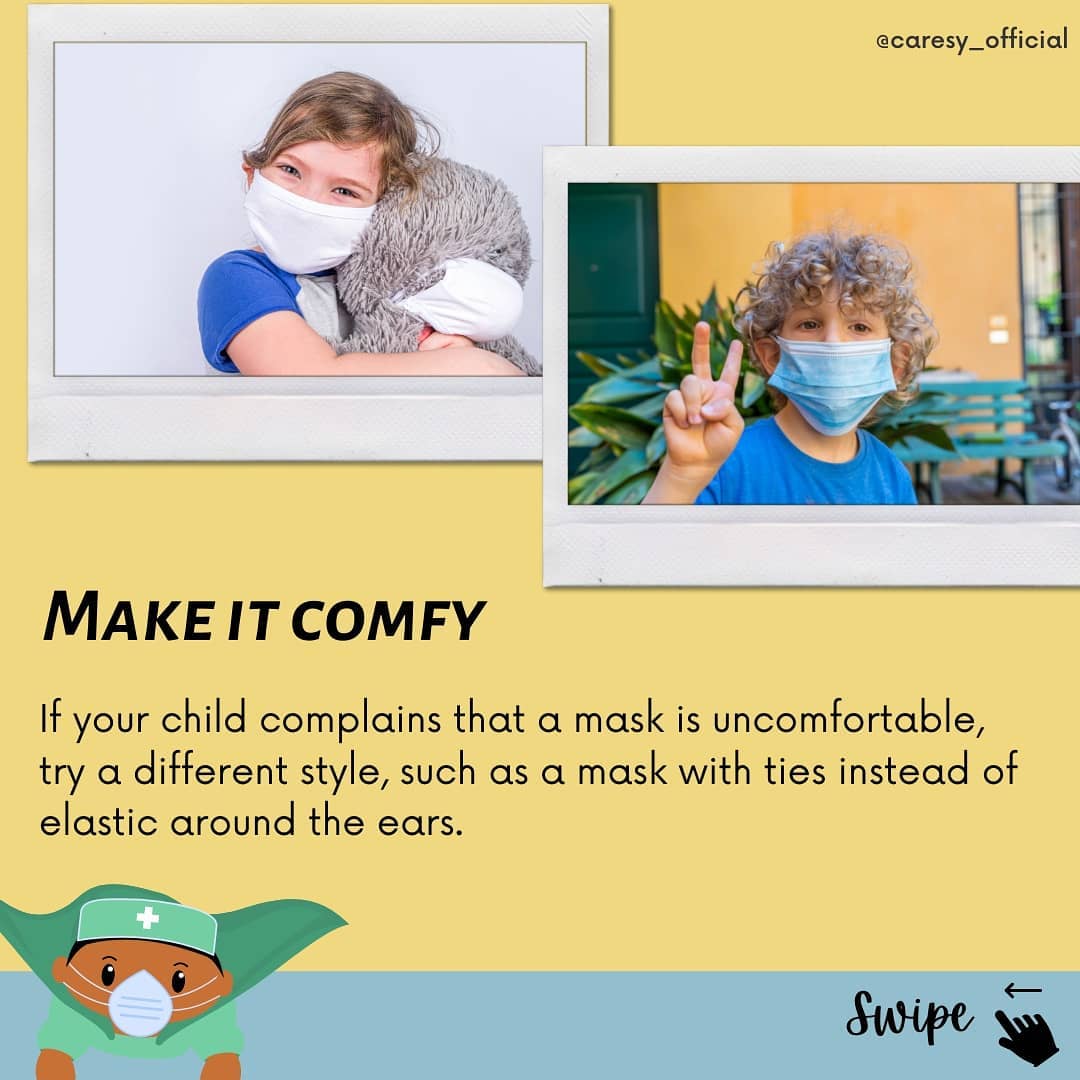 @caresy_official
Make it comfy
If your child complains that a mask is uncomfortable,
try a different style, such as a mask with ties instead of
elastic around the ears.
Swipe